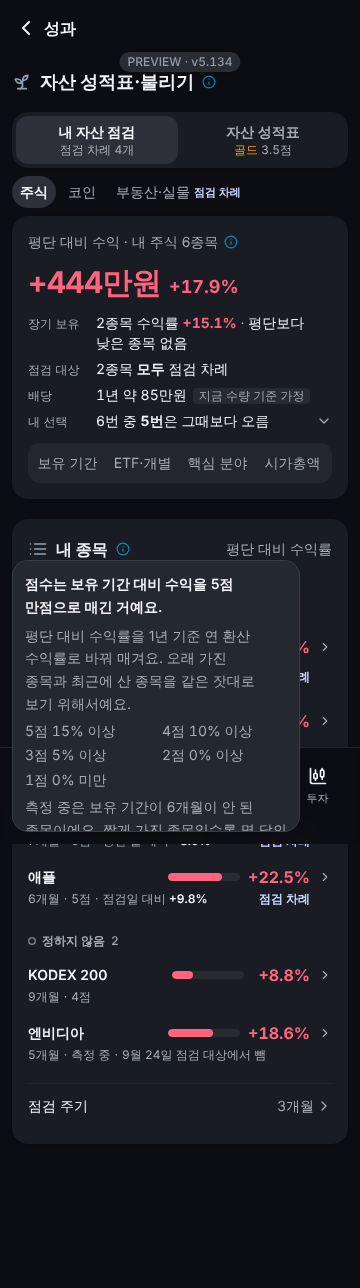 성과
PREVIEW · v5.134
자산 성적표·불리기
내 자산 점검
점검 차례 4개
자산 성적표
골드 3.5점
주식
코인
부동산·실물 점검 차례
평단 대비 수익 · 내 주식 6종목
+444만원 +17.9%
장기 보유 2종목 수익률 +15.1% · 평단보다
낮은 종목 없음
점검 대상 2종목 모두 점검 차례
배당 1년 약 85만원 지금 수량 기준 가정
내 선택 6번 중 5번은 그때보다 오름
보유 기간 ETF·개별 핵심 분야 시가총액
내 종목
평단 대비 수익률
점수는 보유 기간 대비 수익을 5점
만점으로 매긴 거예요.
평단 대비 수익률을 1년 기준 연 환산
수익률로 바꿔 매겨요. 오래 가진
종목과 최근에 산 종목을 같은 잣대로
보기 위해서예요.
5점 15% 이상 4점 10% 이상
3점 5% 이상 2점 0% 이상
1점 0% 미만
측정 중은 보유 기간이 6개월이 안 된
%
례
%
투자
애플 +22.5%
6개월 · 5점 · 점검일 대비 +9.8% 점검 차례
정하지 않음 2
KODEX 200 +8.8%
9개월 · 4점
엔비디아 +18.6%
5개월 · 측정 중 · 9월 24일 점검 대상에서 뺌
점검 주기 3개월